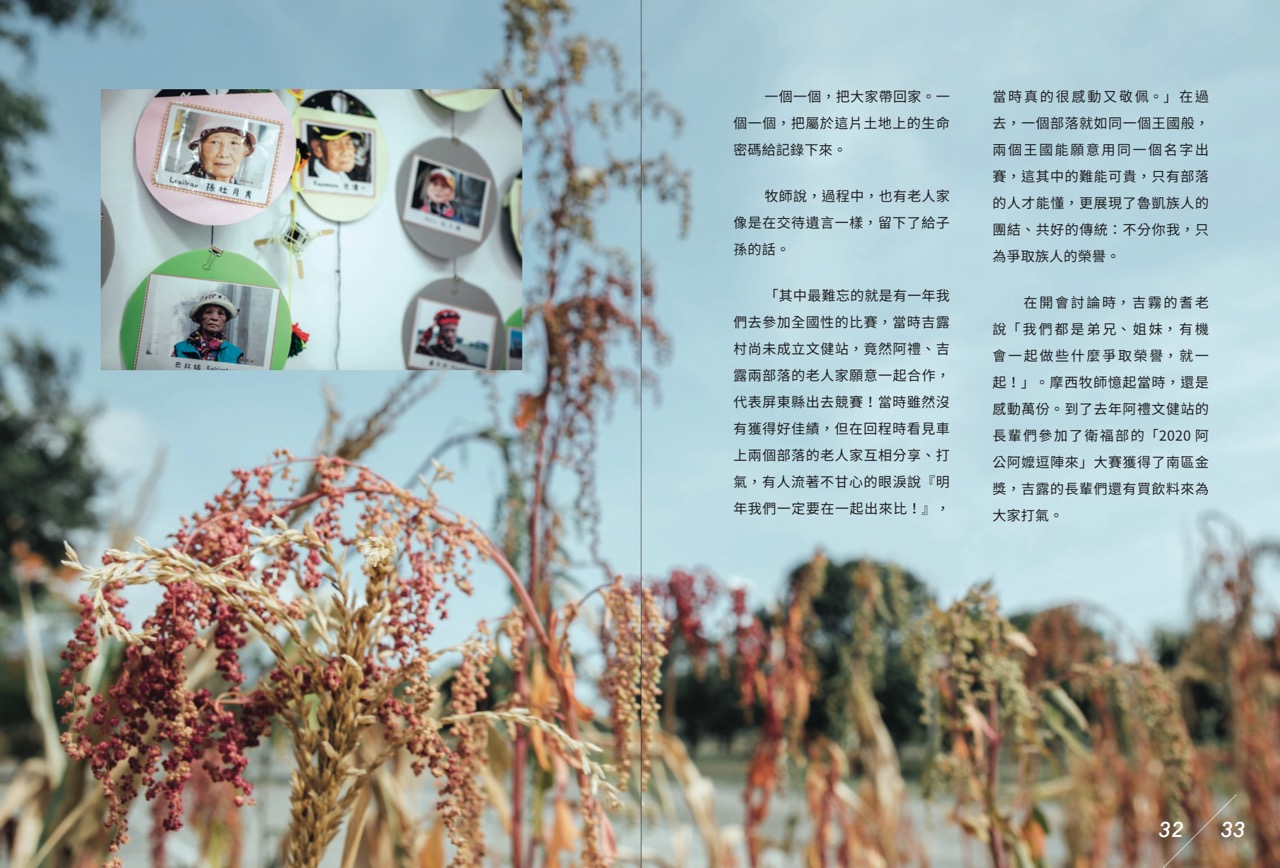 孫杜月秀
一個一個，把大家帶回家。一
個一個，把屬於這片土地上的生命
密碼給記錄下來。
牧師說，過程中，也有老人家
像是在交待遺言一樣，留下了給子
孫的話。
「其中最難忘的就是有一年我
們去參加全國性的比賽，當時吉露
村尚未成立文健站，竟然阿禮、吉
露兩部落的老人家願意一起合作，
代表屏東縣出去競賽！當時雖然沒
有獲得好佳績，但在回程時看見車
上兩個部落的老人家互相分享、打
氣，有人流著不甘心的眼淚說『明
年我們一定要在一起出來比！』，
當時真的很感動又敬佩。」在過
去，一個部落就如同一個王國般，
兩個王國能願意用同一個名字出
賽，這其中的難能可貴，只有部落
的人才能懂，更展現了魯凱族人的
團結、共好的傳統：不分你我，只
為爭取族人的榮譽。
在開會討論時，吉霧的耆老
說「我們都是弟兄、姐妹，有機
會一起做些什麼爭取榮譽，就一
起！」。摩西牧師憶起當時，還是
感動萬份。到了去年阿禮文健站的
長輩們參加了衛福部的「2020 阿
公阿嬤逗陣來」大賽獲得了南區金
獎，吉露的長輩們還有買飲料來為
大家打氣。
32 33